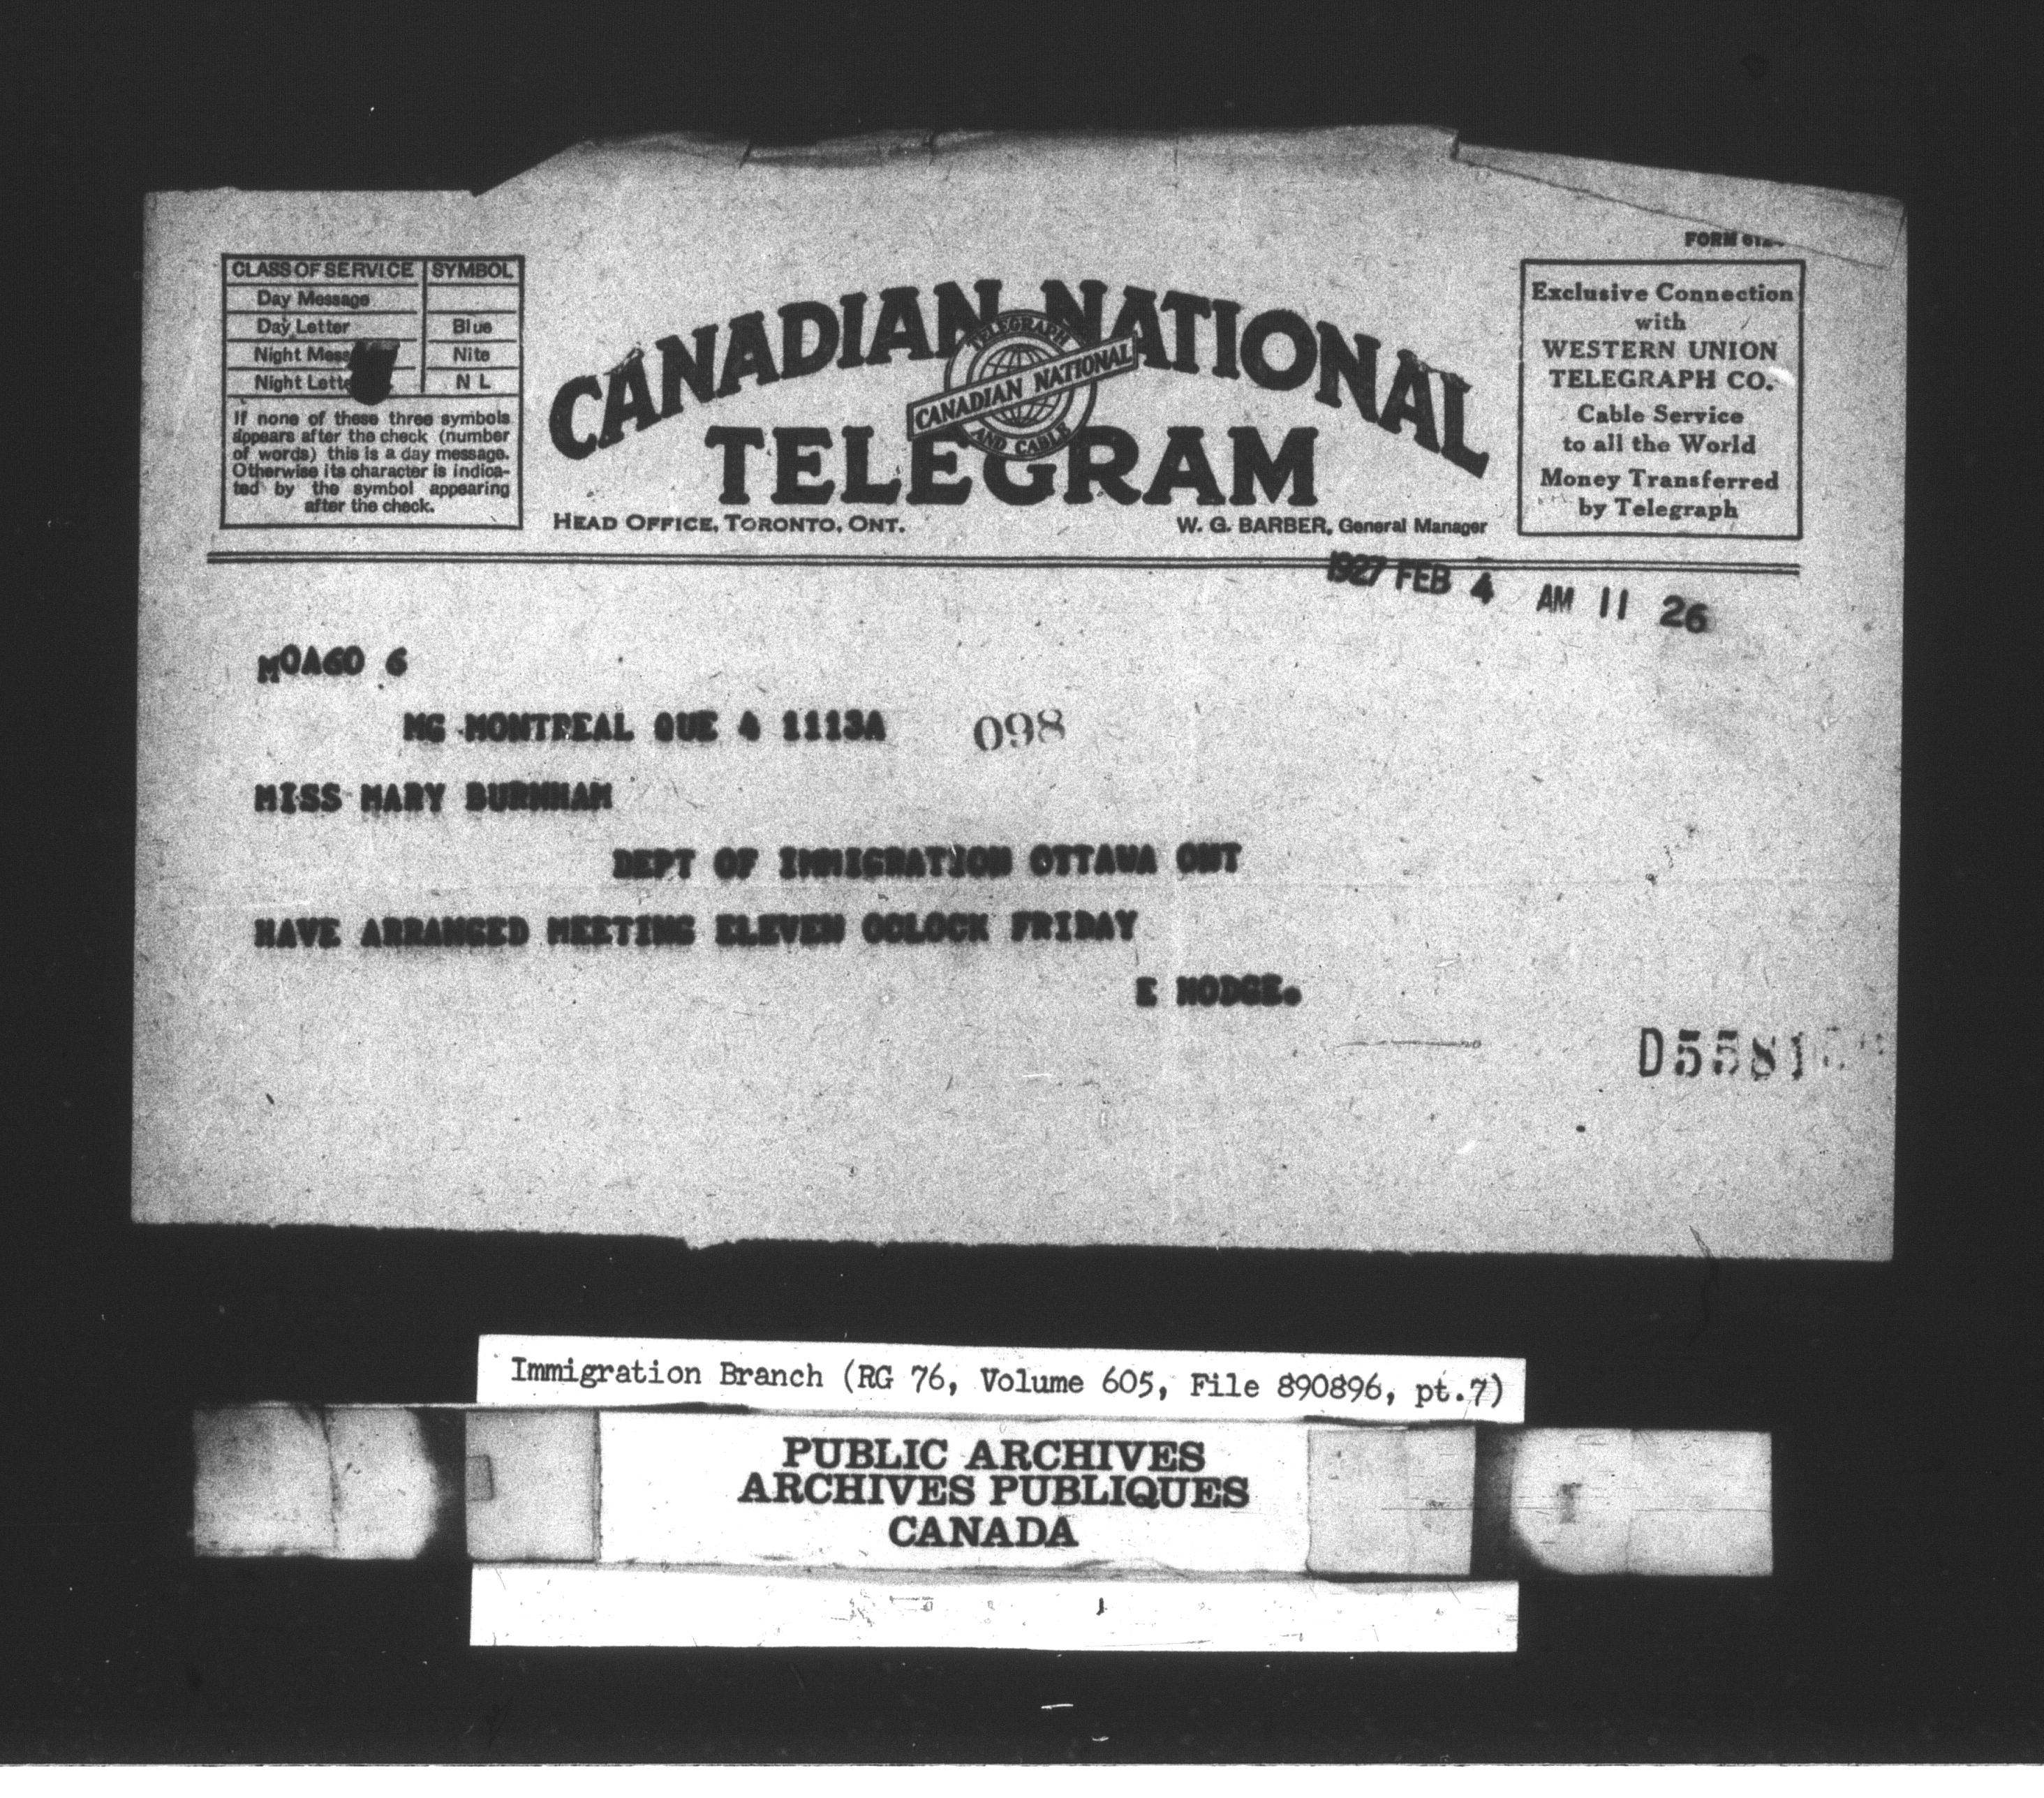 FORM
CLASS OF SERVICE SYMBOL
Day Message
Day Letter Blue
Night Mess Nite
Night Lette N L
If none of these three symbols
appears after the check (number
of words) this is a day message.
Otherwise its character is indica-
ted by the symbol appearing
after the check.
CANADIAN NATIONAL
TELEGRAPH
CANADIAN NATIONAL
AND CABLE
TELEGRAM
HEAD OFFICE, TORONTO, ONT. W. G. BARBER, General Manager
Exclusive Connection
with
WESTERN UNION
TELEGRAPH CO.
Cable Service
to all the World
Money Transferred
by Telegraph
1927 FEB 4 AM 11 26
MOA60 6
MG MONTREAL QUE 4 1113A 098
MISS MARY BURNHAM
DEPT OF IMMIGRATION OTTAWA ONT
HAVE ARRANGED MEETING ELEVEN OCLOCK FRIDAY
E HODGE.
D5581
Immigration Branch (RG 76, Volume 605, File 890896, pt.7)
PUBLIC ARCHIVES
ARCHIVES PUBLIQUES
CANADA